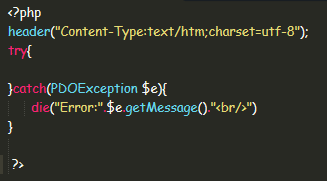 <?php
header("Content-Type:text/htm;charset=utf-8");
try{
}catch(PDOException $e){
die("Error:".$e.getMessage()."<br/>")
}
?>